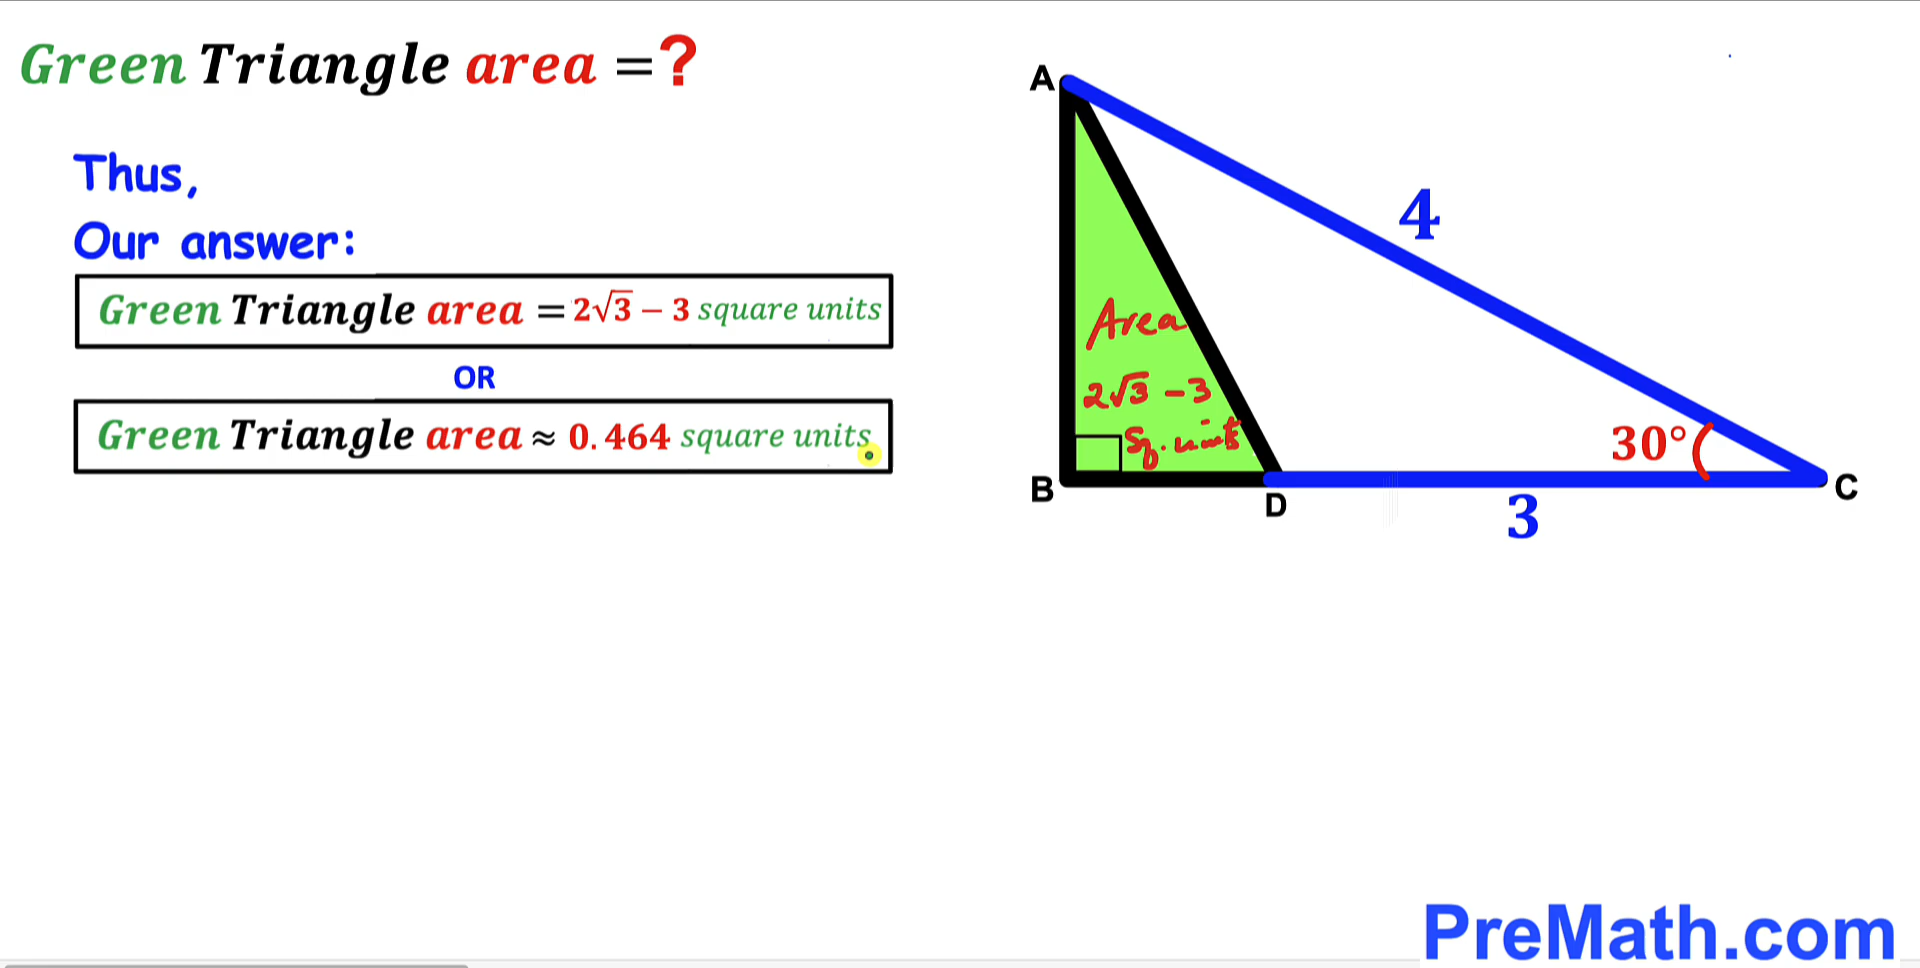 Green Triangle area = ?
Thus,
Our answer:
Green Triangle area = 2√3 − 3 square units
OR
Green Triangle area ≈ 0.464 square units
A
4
Area
2√3 − 3
Sq. units
30°
B
D
C
3
PreMath.com